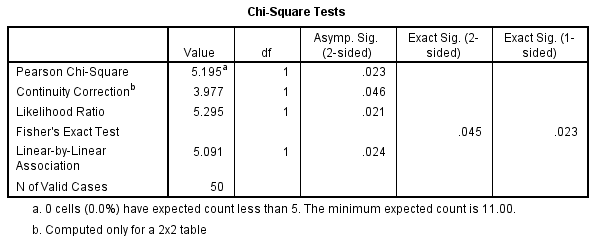 Chi-Square Tests
Value df Asymp. Sig. (2-sided) Exact Sig. (2-sided) Exact Sig. (1-sided)
Pearson Chi-Square 5.195a 1 .023
Continuity Correctionb 3.977 1 .046
Likelihood Ratio 5.295 1 .021
Fisher's Exact Test .045 .023
Linear-by-Linear Association 5.091 1 .024
N of Valid Cases 50
a. 0 cells (0.0%) have expected count less than 5. The minimum expected count is 11.00.
b. Computed only for a 2x2 table